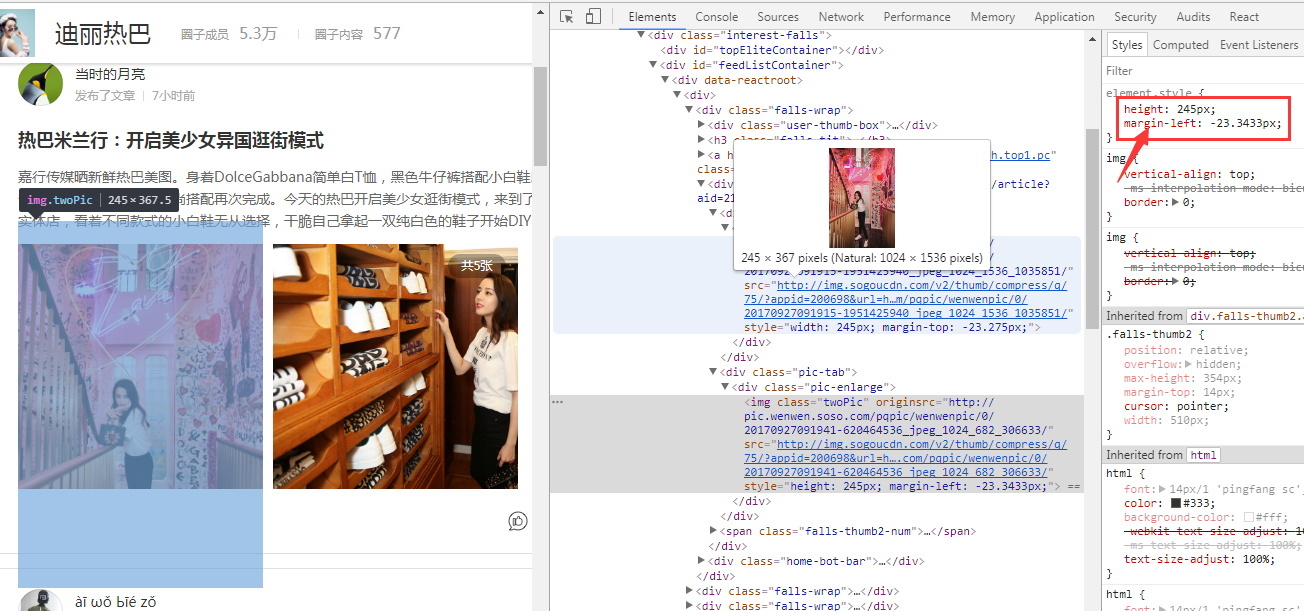 迪丽热巴 圈子成员 5.3万 圈子内容 577
当时的月亮
发布了文章 7小时前
热巴米兰行：开启美少女异国逛街模式
嘉行传媒晒新鲜热巴美图。身着DolceGabbana简单白T恤，黑色牛仔裤搭配小白鞋
搭配再次完成。今天的热巴开启美少女逛街模式，来到了
实体店，看着不同款式的小白鞋无从选择，干脆自己拿起一双纯白色的鞋子开始DIY
img.twoPic 245×367.5
共5张
āī ωǒ bīé zǒ
Elements Console Sources Network Performance Memory Application Security Audits React
<div class="interest-falls">
<div id="topEliteContainer"></div>
<div id="feedListContainer">
<div data-reactroot>
<div>
<div class="falls-wrap">
<div class="user-thumb-box">…</div>
<h3 class="falls-tit">…</h3>
<a h
h.top1.pc"
class=
<div
/article?
aid=21
<d
245 × 367 pixels (Natural: 1024 × 1536 pixels)
20170927091915-1951425940_jpeg_1024_1536_1035851/"
src="http://img.sogoucdn.com/v2/thumb/compress/q/
75/?appid=200698&url=h…m/pqpic/wenwenpic/0/
20170927091915-1951425940_jpeg_1024_1536_1035851/"
style="width: 245px; margin-top: -23.275px;">
</div>
</div>
<div class="pic-tab">
<div class="pic-enlarge">
<img class="twoPic" originsrc="http://
pic.wenwen.soso.com/pqpic/wenwenpic/0/
20170927091941-620464536_jpeg_1024_682_306633/"
src="http://img.sogoucdn.com/v2/thumb/compress/q/
75/?appid=200698&url=h….com/pqpic/wenwenpic/0/
20170927091941-620464536_jpeg_1024_682_306633/"
style="height: 245px; margin-left: -23.3433px;"> ==
</div>
</div>
<span class="falls-thumb2-num">…</span>
</div>
<div class="home-bot-bar">…</div>
</div>
<div class="falls-wrap">…</div>
<div class="falls-wrap">…</div>
Styles Computed Event Listeners
Filter
element.style {
height: 245px;
margin-left: -23.3433px;
}
img {
vertical-align: top;
-ms-interpolation-mode: bicu
border: 0;
}
img {
vertical-align: top;
-ms-interpolation-mode: bicu
border: 0;
}
Inherited from div.falls-thumb2.
.falls-thumb2 {
position: relative;
overflow: hidden;
max-height: 354px;
margin-top: 14px;
cursor: pointer;
width: 510px;
}
Inherited from html
html {
font: 14px/1 'pingfang sc',
color: #333;
background-color: #fff;
-webkit-text-size-adjust: 10
-ms-text-size-adjust: 100%;
text-size-adjust: 100%;
}
html {
font: 14px/1 'pingfang sc'